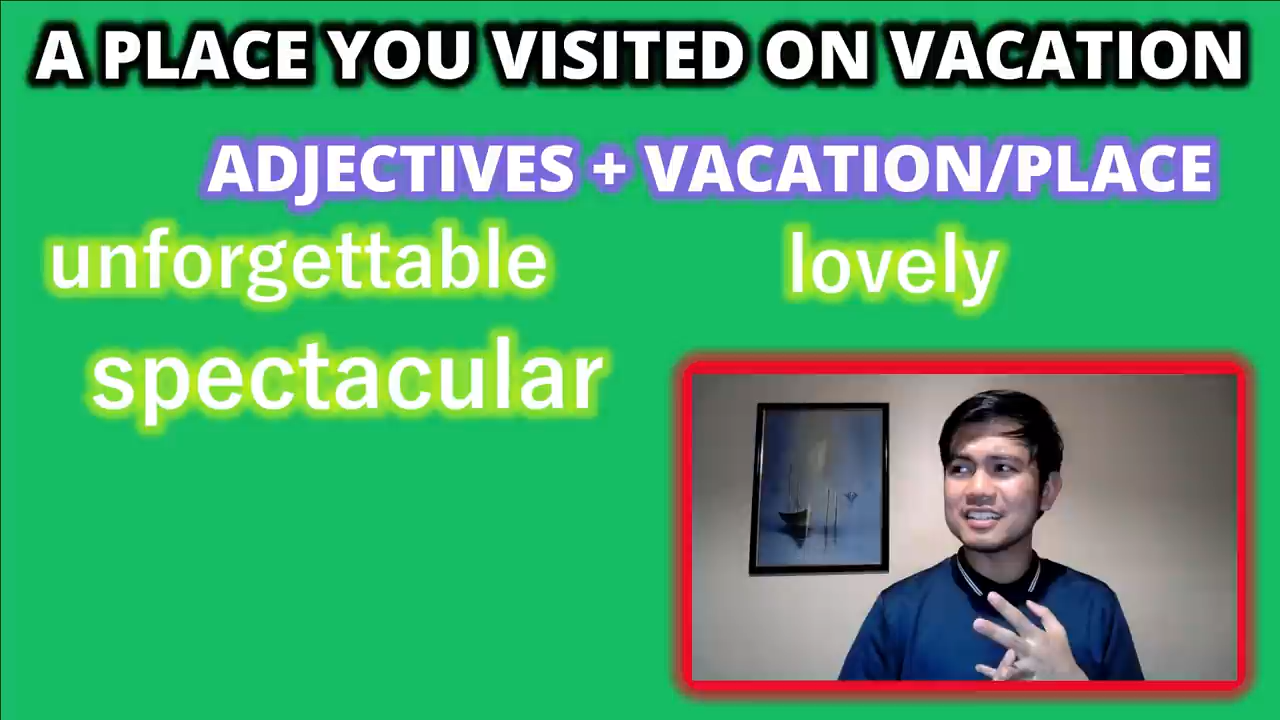 A PLACE YOU VISITED ON VACATION
ADJECTIVES + VACATION/PLACE
unforgettable
lovely
spectacular